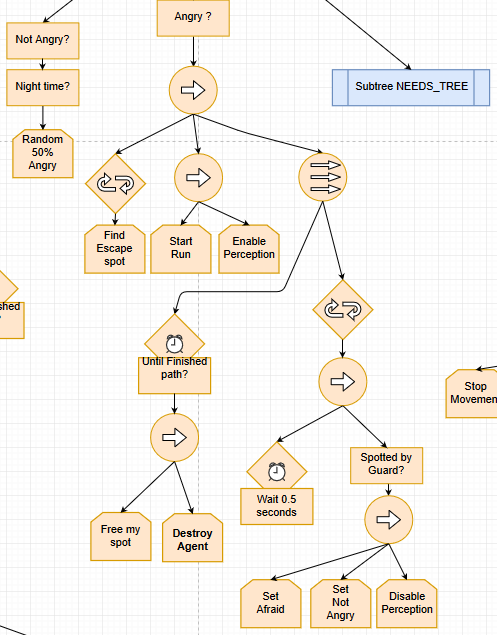 Angry ?
Not Angry?
Night time?
Subtree NEEDS_TREE
Random
50%
Angry
Find
Escape
spot
Start
Run
Enable
Perception
shed
?
Until Finished
path?
Stop
Movemen
Spotted by
Guard?
Wait 0.5
seconds
Free my
spot
Destroy
Agent
Set
Afraid
Set
Not
Angry
Disable
Perception